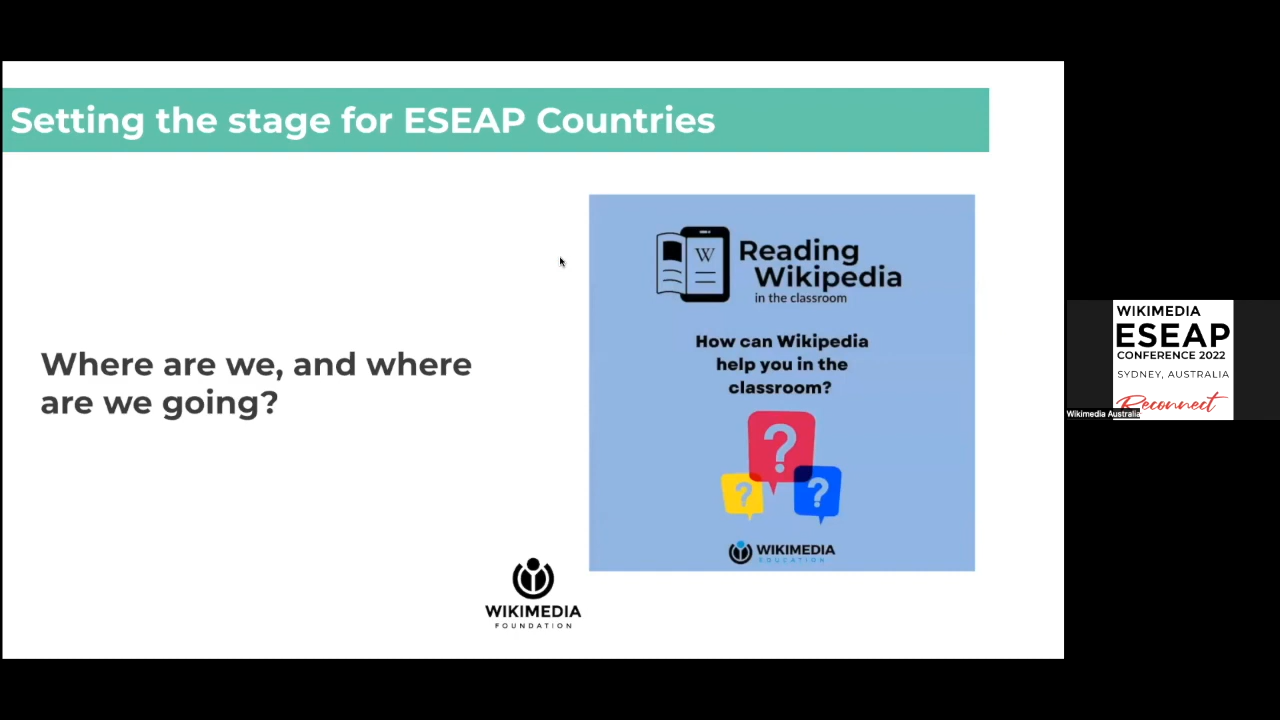 Setting the stage for ESEAP Countries
Where are we, and where
are we going?
W
Reading
Wikipedia
in the classroom
How can Wikipedia
help you in the
classroom?
?
?
?
WIKIMEDIA
EDUCATION
WIKIMEDIA
FOUNDATION
WIKIMEDIA
ESEAP
CONFERENCE 2022
SYDNEY, AUSTRALIA
Reconnect
Wikimedia Australia